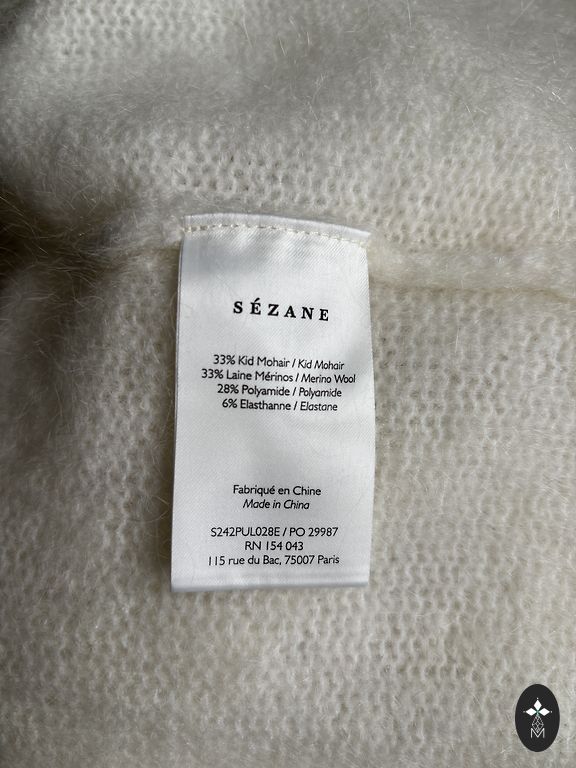 SÉZANE
33% Kid Mohair / Kid Mohair
33% Laine Mérinos / Merino Wool
28% Polyamide / Polyamide
6% Elasthanne / Elastane
Fabriqué en Chine
Made in China
S242PUL028E / PO 29987
RN 154 043
115 rue du Bac, 75007 Paris
M